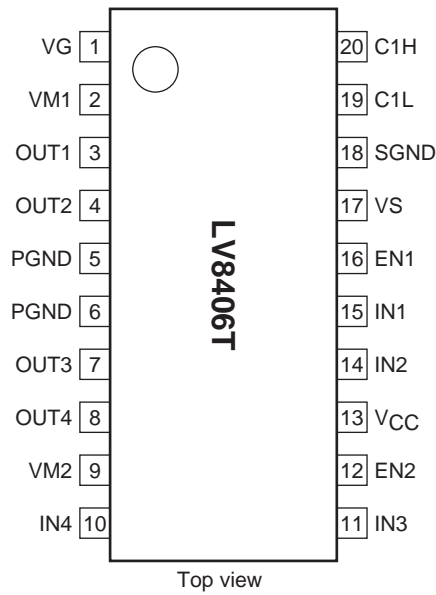 VG 1 20 C1H
VM1 2 19 C1L
OUT1 3 18 SGND
OUT2 4 17 VS
PGND 5 16 EN1
PGND 6 15 IN1
OUT3 7 14 IN2
OUT4 8 13 VCC
VM2 9 12 EN2
IN4 10 11 IN3
LV8406T
Top view